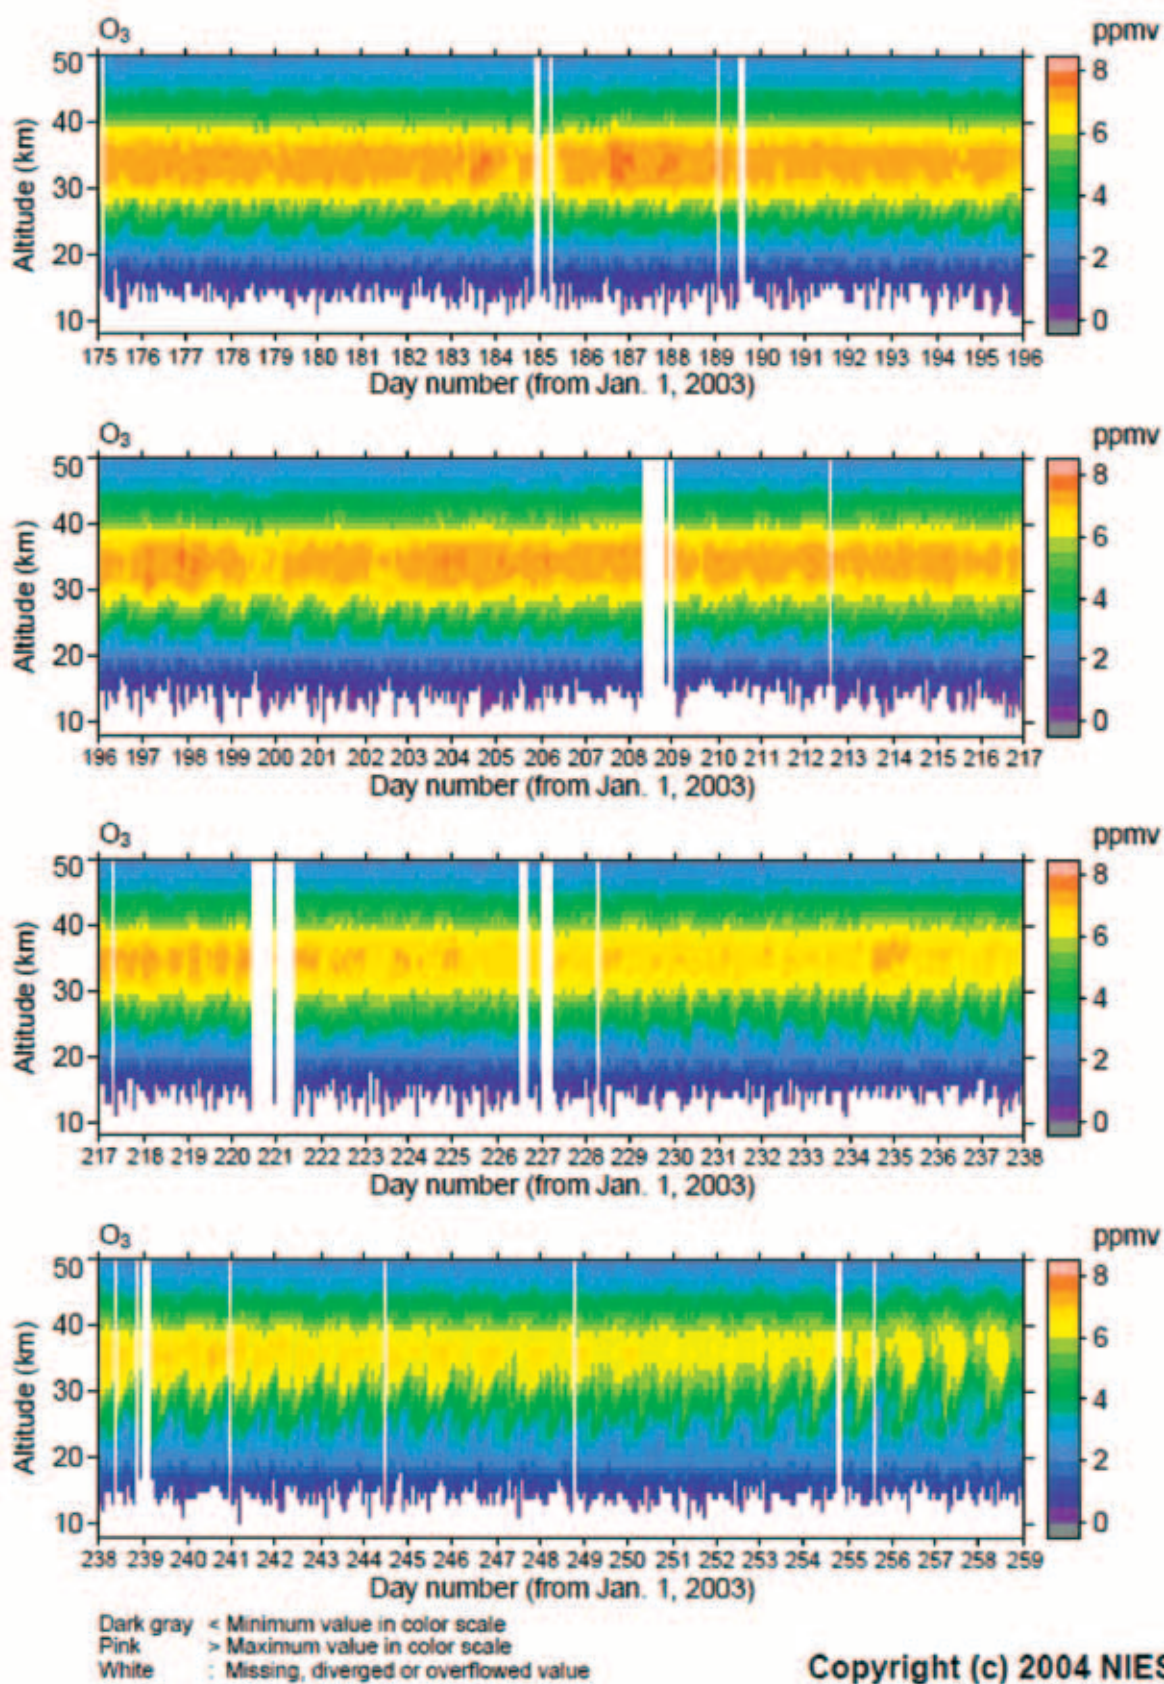 O3 ppmv
50
40
30
20
10
Altitude (km)
8
6
4
2
0
175 176 177 178 179 180 181 182 183 184 185 186 187 188 189 190 191 192 193 194 195 196
Day number (from Jan. 1, 2003)
O3 ppmv
50
40
30
20
10
Altitude (km)
8
6
4
2
0
196 197 198 199 200 201 202 203 204 205 206 207 208 209 210 211 212 213 214 215 216 217
Day number (from Jan. 1, 2003)
O3 ppmv
50
40
30
20
10
Altitude (km)
8
6
4
2
0
217 218 219 220 221 222 223 224 225 226 227 228 229 230 231 232 233 234 235 236 237 238
Day number (from Jan. 1, 2003)
O3 ppmv
50
40
30
20
10
Altitude (km)
8
6
4
2
0
238 239 240 241 242 243 244 245 246 247 248 249 250 251 252 253 254 255 256 257 258 259
Day number (from Jan. 1, 2003)
Dark gray < Minimum value in color scale
Pink > Maximum value in color scale
White : Missing, diverged or overflowed value
Copyright (c) 2004 NIES